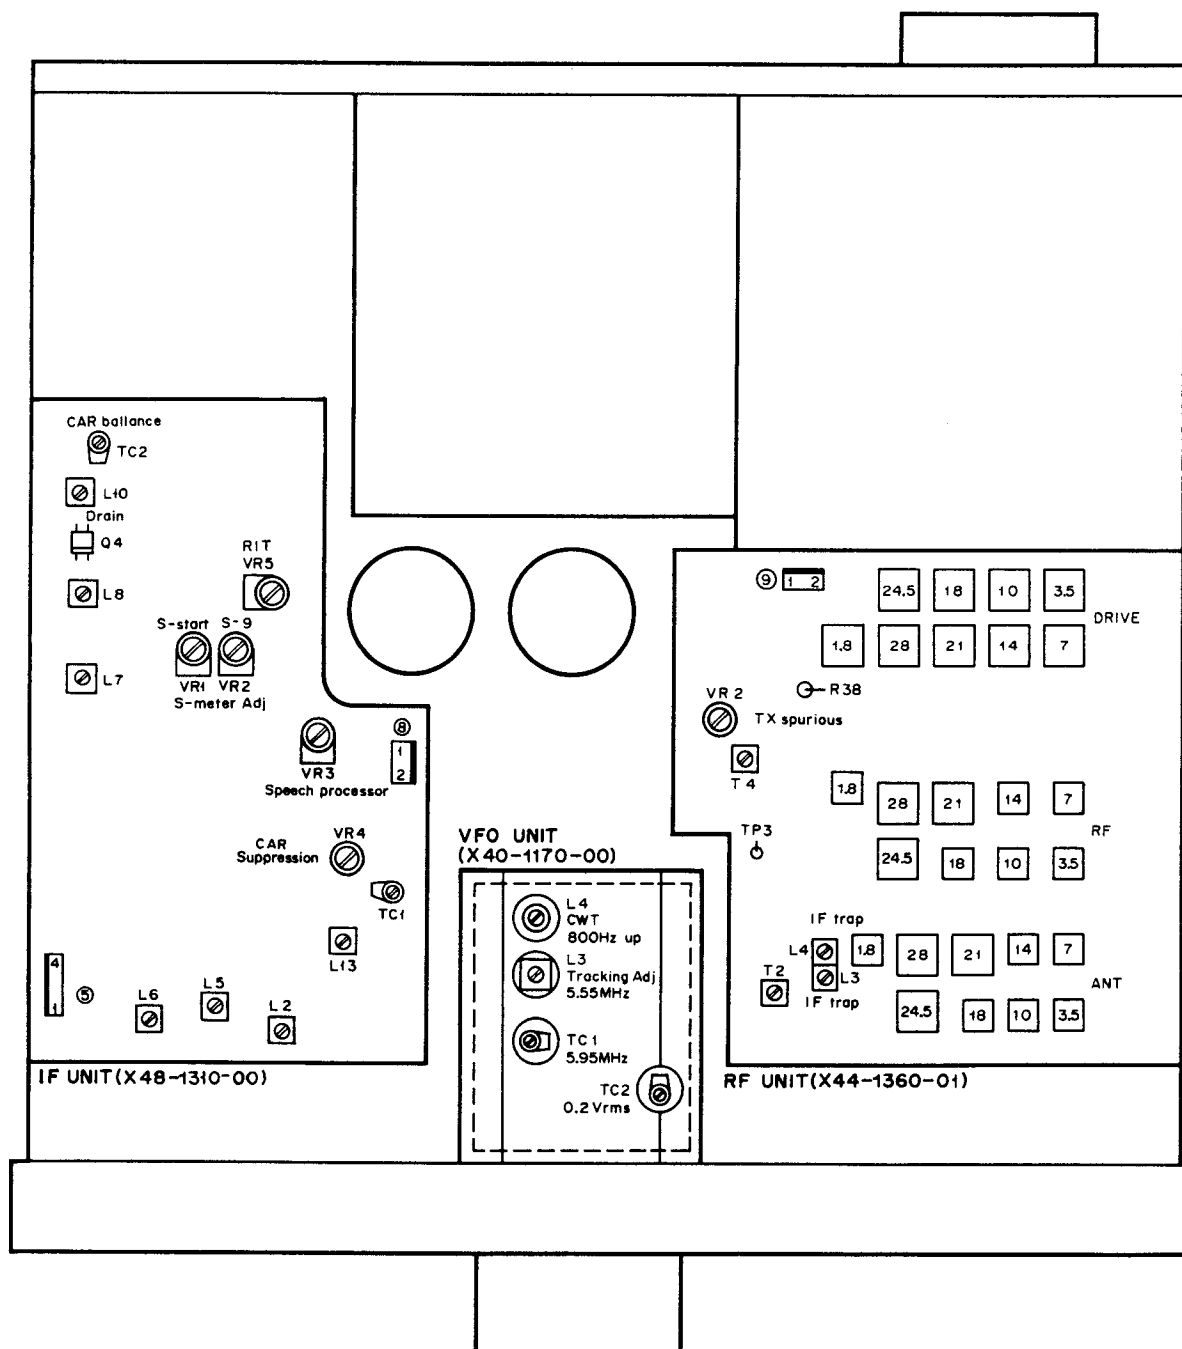 CAR ballance
TC2
L10
Drain
Q4
RIT
VR5
L8
S-start S-9
VR1 VR2
S-meter Adj
L7
8
1
2
VR3
Speech processor
VR4
CAR
Suppression
TC1
L13
4
1
5
L6
L5
L2
IF UNIT(X48-1310-00)
VFO UNIT
(X40-1170-00)
L4
CWT
800Hz up
L3
Tracking Adj
5.55MHz
TC1
5.95MHz
TC2
0.2Vrms
9
1 2
24.5 18 10 3.5
DRIVE
1.8 28 21 14 7
R38
VR2
TX spurious
T4
TP3
1.8 28 21 14 7
RF
24.5 18 10 3.5
IF trap
L4
L3
IF trap
T2
1.8 28 21 14 7
ANT
24.5 18 10 3.5
RF UNIT(X44-1360-01)